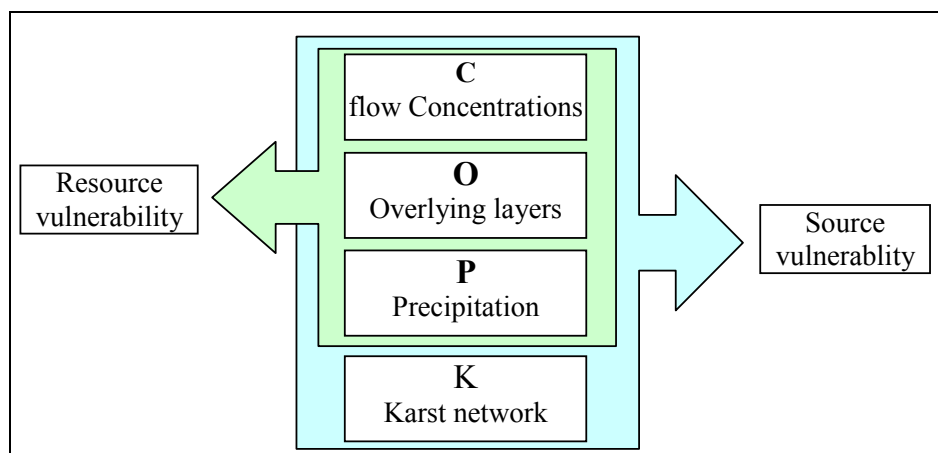 C
flow Concentrations
O
Overlying layers
P
Precipitation
K
Karst network
Resource
vulnerability
Source
vulnerablity